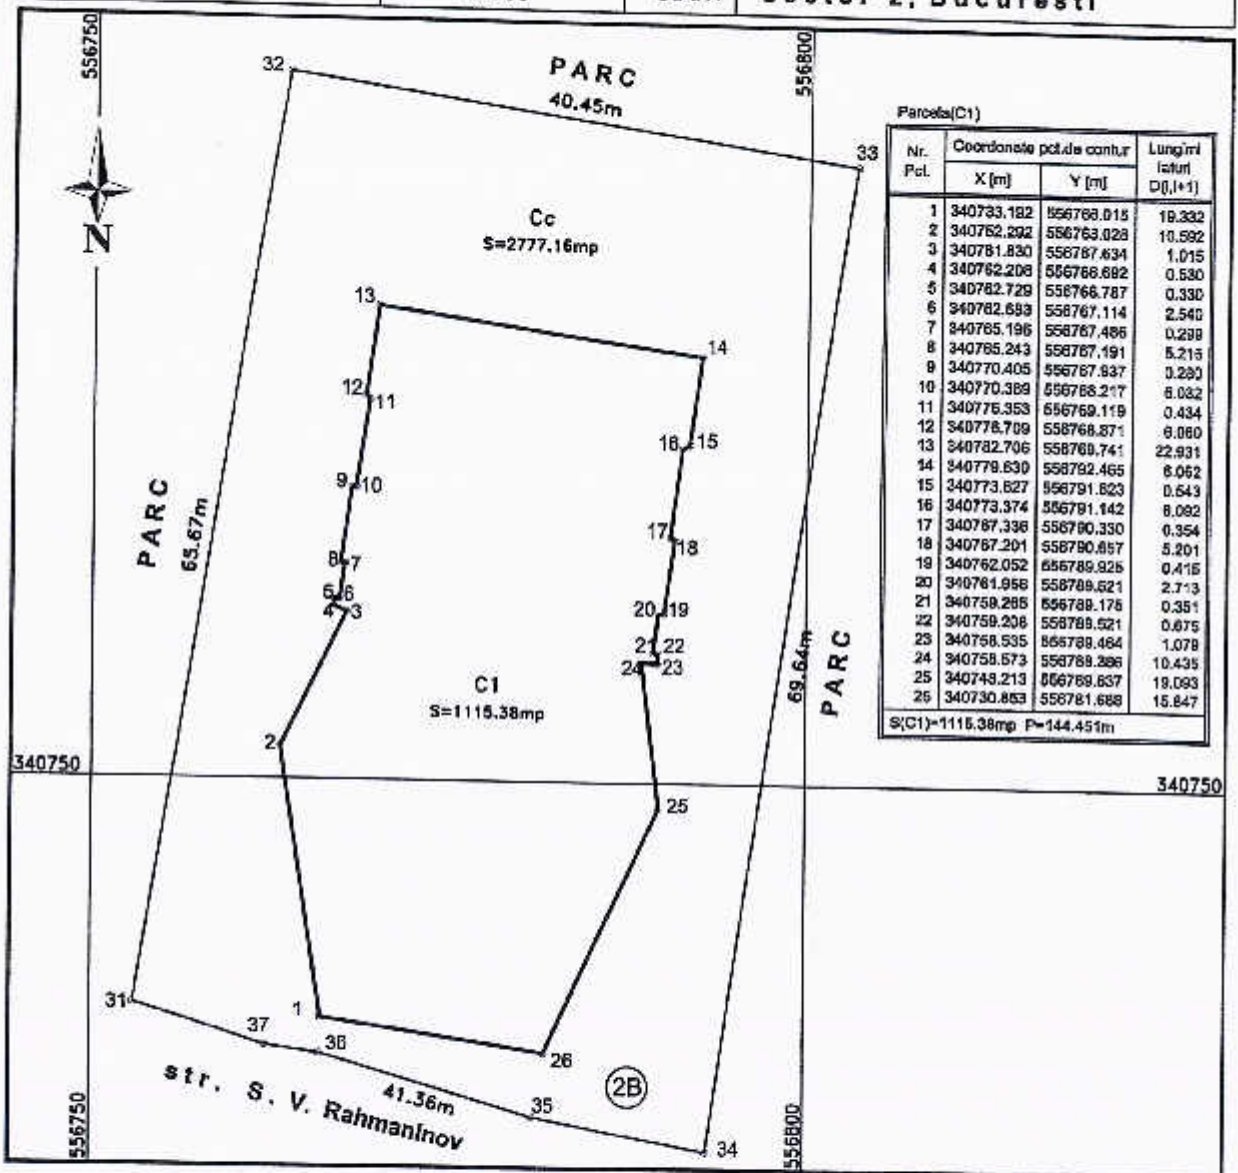 Sector 2, Bucuresti
556750
556800
32
PARC
40.45m
33
N
Cc
S=2777.16mp
13
14
12
11
16
15
9
10
17
18
8
7
5
6
4
3
20
19
21
22
24
23
PARC
65.67m
69.64m
PARC
C1
S=1115.38mp
2
340750
340750
25
31
1
37
36
26
2B
35
34
41.36m
str. S. V. Rahmaninov
556750
556800
Parcela(C1)
Nr. Pct.
Coordonate pct.de contur
Lungimi laturi D(i,i+1)
X [m]
Y [m]
1 340733.192 556766.015 19.332
2 340752.292 556763.028 10.592
3 340761.830 556767.634 1.015
4 340762.206 556766.692 0.530
5 340762.729 556766.787 0.330
6 340762.683 556767.114 2.540
7 340765.196 556767.486 0.299
8 340765.243 556767.191 5.216
9 340770.405 556767.937 0.280
10 340770.389 556768.217 6.032
11 340776.353 556769.119 0.434
12 340776.709 556768.871 6.060
13 340782.706 556769.741 22.931
14 340779.630 556792.465 6.062
15 340773.627 556791.623 0.543
16 340773.374 556791.142 6.092
17 340767.336 556790.330 0.354
18 340767.201 556790.657 5.201
19 340762.052 556789.925 0.415
20 340761.956 556789.521 2.713
21 340759.265 556789.175 0.351
22 340759.208 556789.521 0.675
23 340758.535 556789.464 1.079
24 340758.573 556788.386 10.435
25 340748.213 556789.637 19.093
26 340730.853 556781.688 15.847
S(C1)=1115.38mp P=144.451m